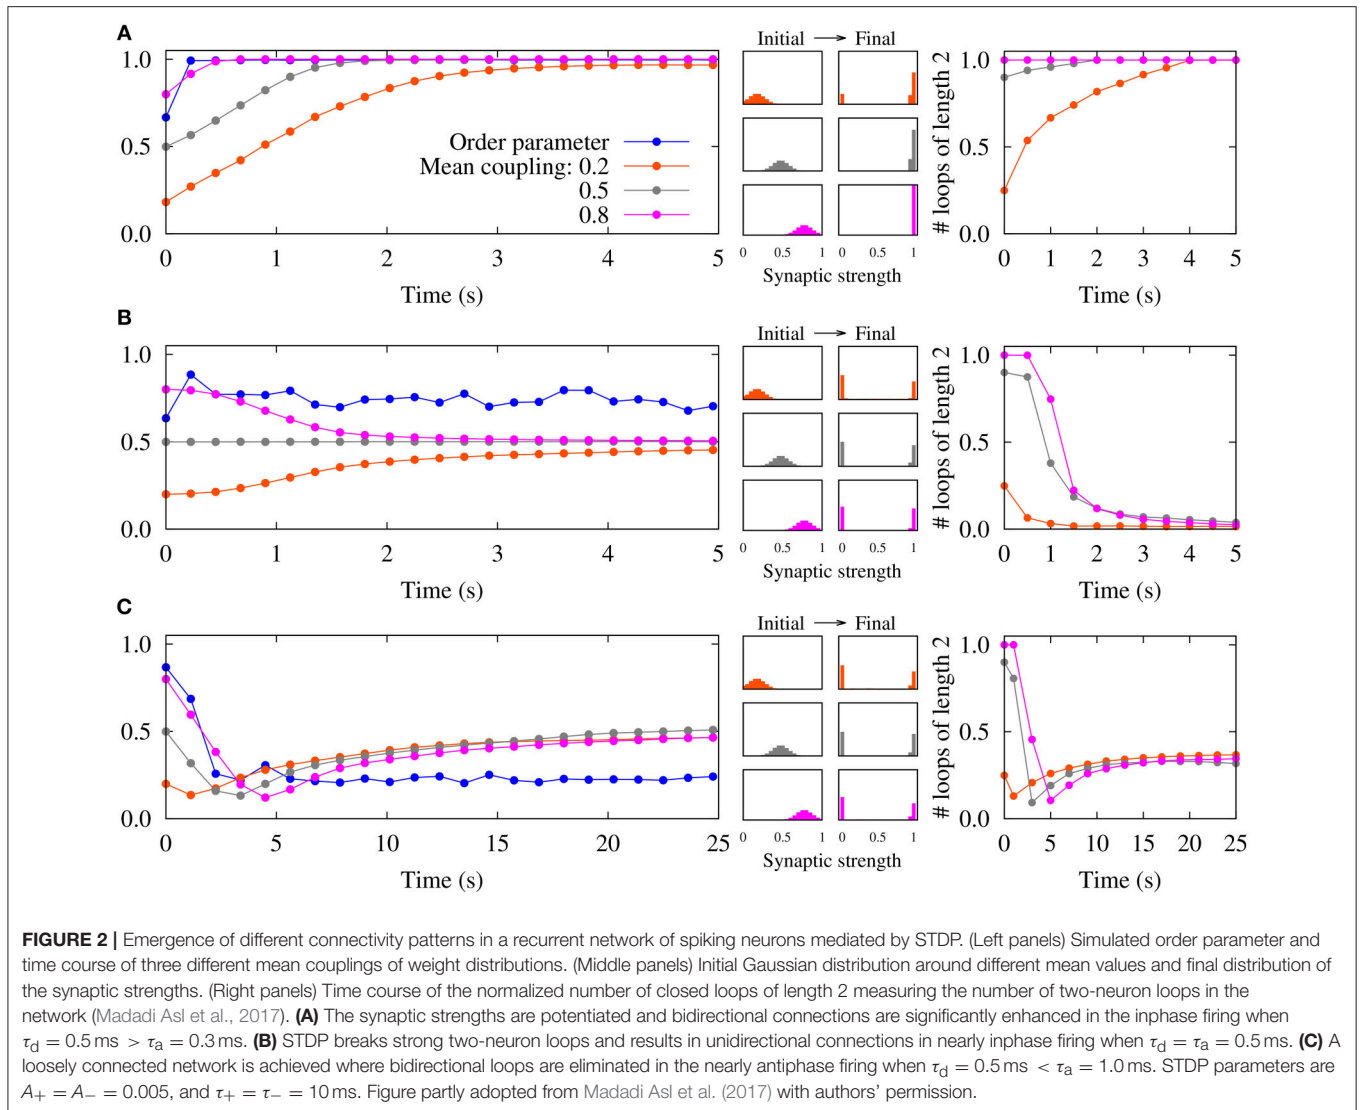 A
Initial → Final
1.0
0.5
0.0
Order parameter
Mean coupling: 0.2
0.5
0.8
0 1 2 3 4 5
Time (s)
0 0.5 1 0 0.5 1
Synaptic strength
# loops of length 2
1.0
0.5
0.0
0 1 2 3 4 5
Time (s)
B
Initial → Final
1.0
0.5
0.0
0 1 2 3 4 5
Time (s)
0 0.5 1 0 0.5 1
Synaptic strength
# loops of length 2
1.0
0.5
0.0
0 1 2 3 4 5
Time (s)
C
Initial → Final
1.0
0.5
0.0
0 5 10 15 20 25
Time (s)
0 0.5 1 0 0.5 1
Synaptic strength
# loops of length 2
1.0
0.5
0.0
0 5 10 15 20 25
Time (s)
FIGURE 2 | Emergence of different connectivity patterns in a recurrent network of spiking neurons mediated by STDP. (Left panels) Simulated order parameter and
time course of three different mean couplings of weight distributions. (Middle panels) Initial Gaussian distribution around different mean values and final distribution of
the synaptic strengths. (Right panels) Time course of the normalized number of closed loops of length 2 measuring the number of two-neuron loops in the
network (Madadi Asl et al., 2017). (A) The synaptic strengths are potentiated and bidirectional connections are significantly enhanced in the inphase firing when
τd = 0.5 ms > τa = 0.3 ms. (B) STDP breaks strong two-neuron loops and results in unidirectional connections in nearly inphase firing when τd = τa = 0.5 ms. (C) A
loosely connected network is achieved where bidirectional loops are eliminated in the nearly antiphase firing when τd = 0.5 ms < τa = 1.0 ms. STDP parameters are
A+ = A− = 0.005, and τ+ = τ− = 10 ms. Figure partly adopted from Madadi Asl et al. (2017) with authors' permission.